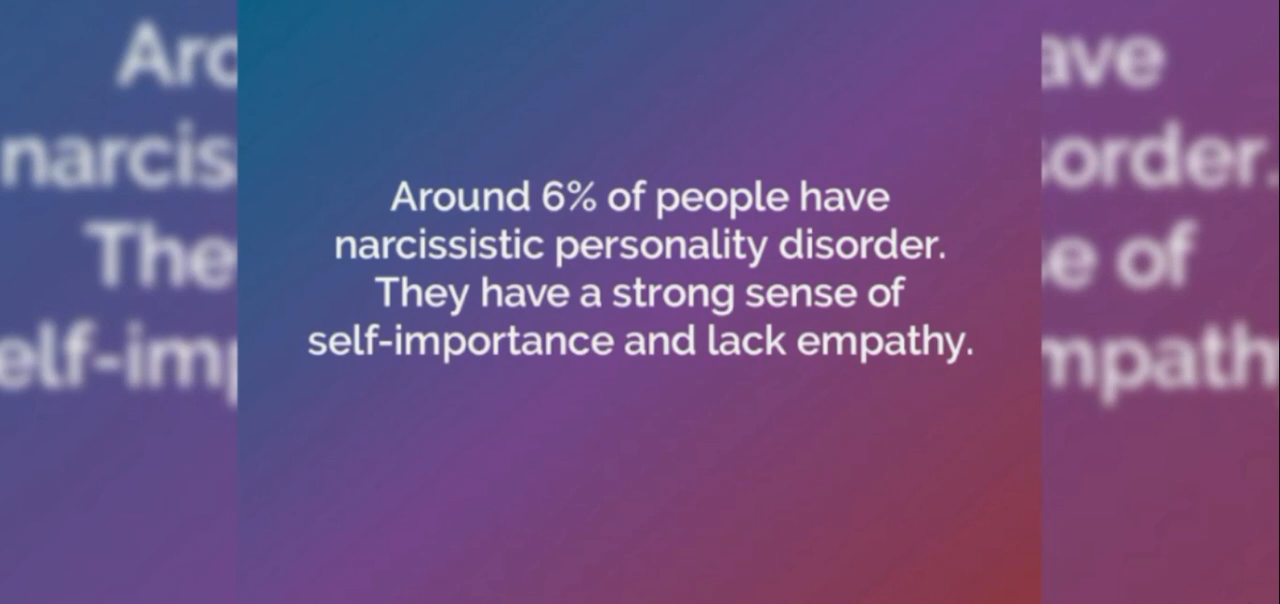 Around 6% of people have
narcissistic personality disorder.
They have a strong sense of
self-importance and lack empathy.